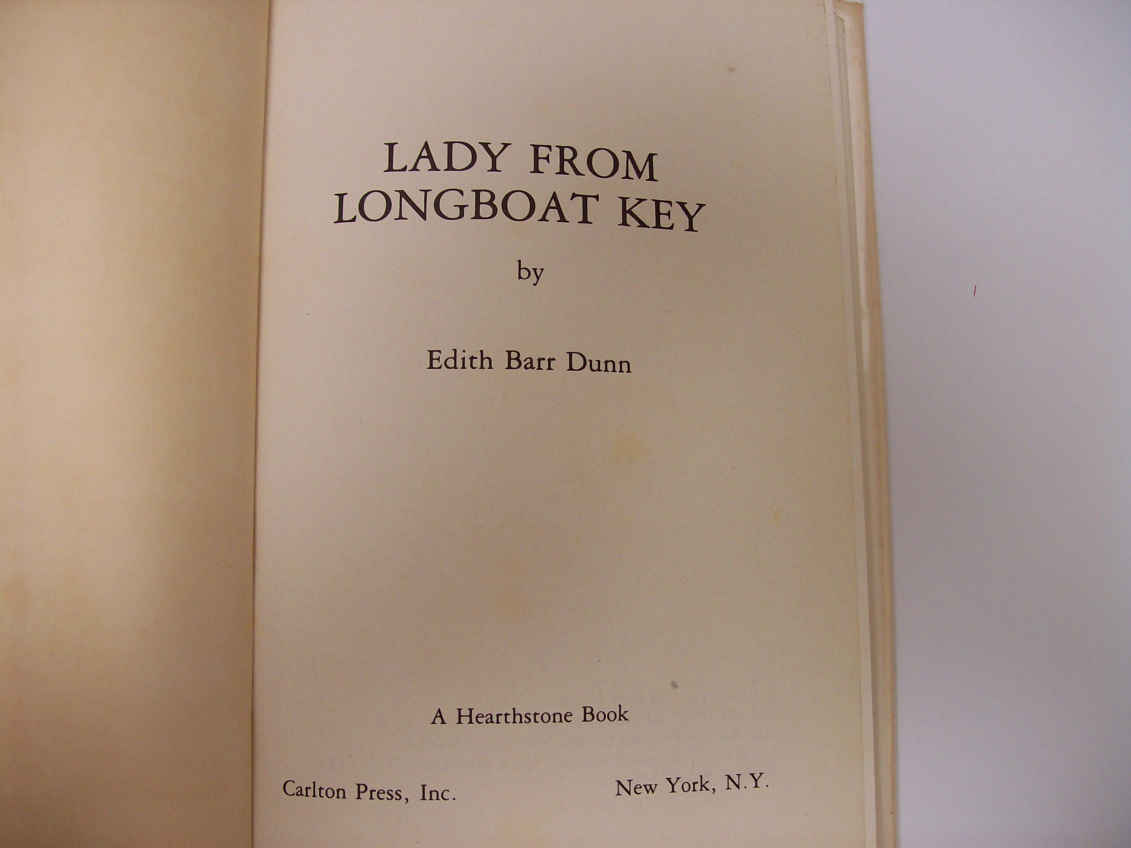 LADY FROM
LONGBOAT KEY
by
Edith Barr Dunn
A Hearthstone Book
Carlton Press, Inc. New York, N.Y.